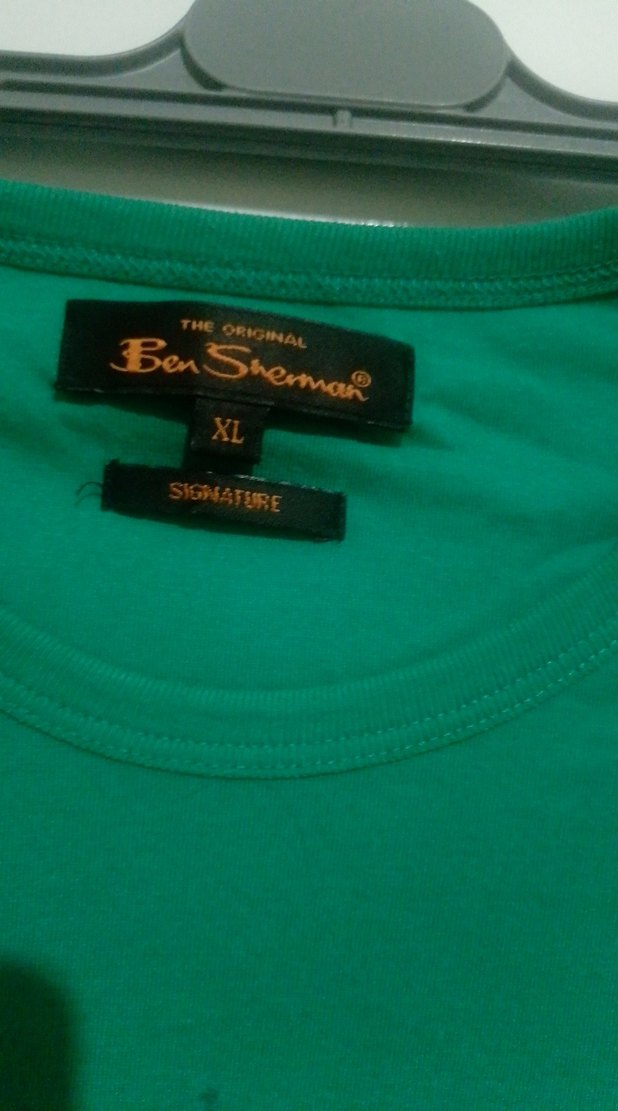 THE ORIGINAL
Ben Sherman®
XL
SIGNATURE